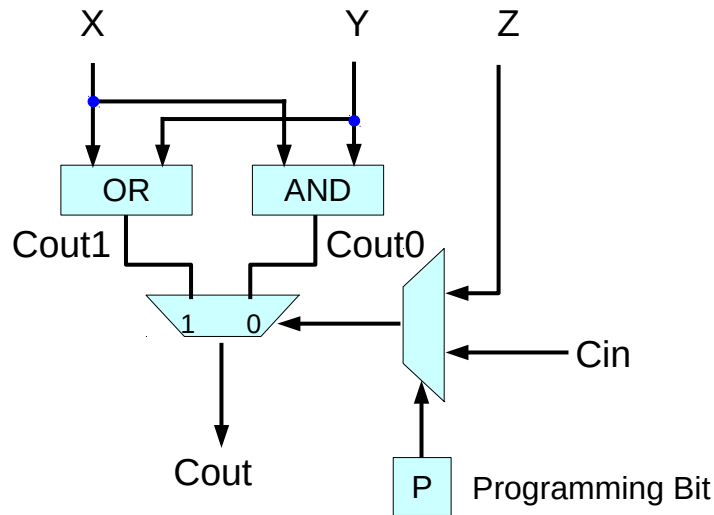 X Y Z
OR AND
Cout1 Cout0
1 0
Cin
Cout
P Programming Bit